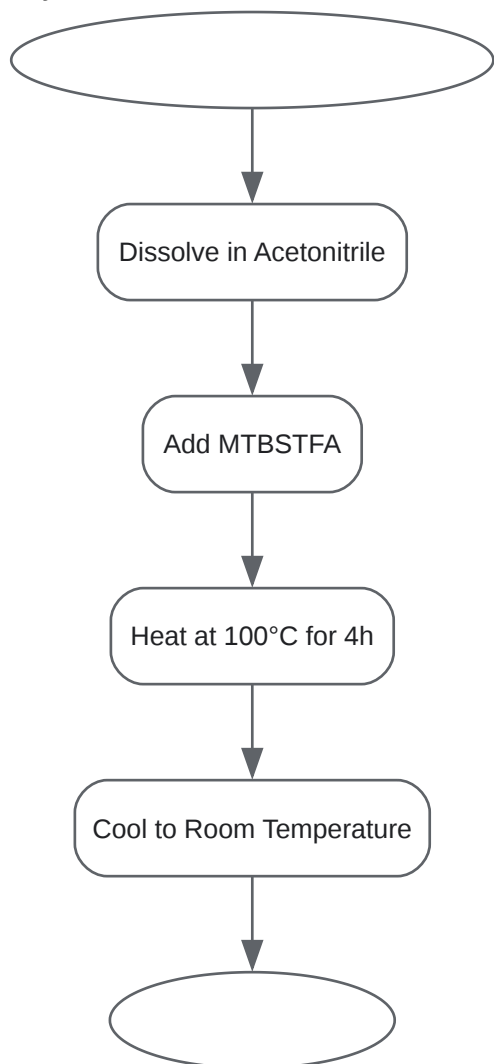 Dissolve in Acetonitrile
Add MTBSTFA
Heat at 100°C for 4h
Cool to Room Temperature